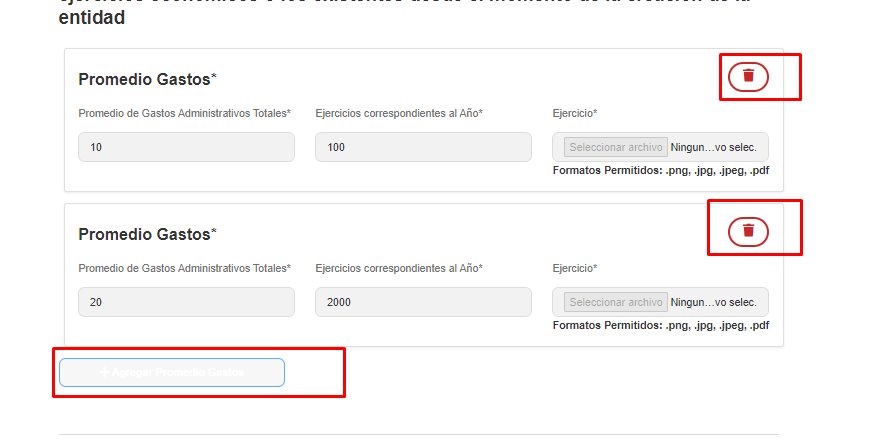 entidad
Promedio Gastos*
Promedio de Gastos Administrativos Totales* Ejercicios correspondientes al Año* Ejercicio*
10 100 Seleccionar archivo Ningun…vo selec.
Formatos Permitidos: .png, .jpg, .jpeg, .pdf
Promedio Gastos*
Promedio de Gastos Administrativos Totales* Ejercicios correspondientes al Año* Ejercicio*
20 2000 Seleccionar archivo Ningun…vo selec.
Formatos Permitidos: .png, .jpg, .jpeg, .pdf
+ Agregar Promedio Gastos